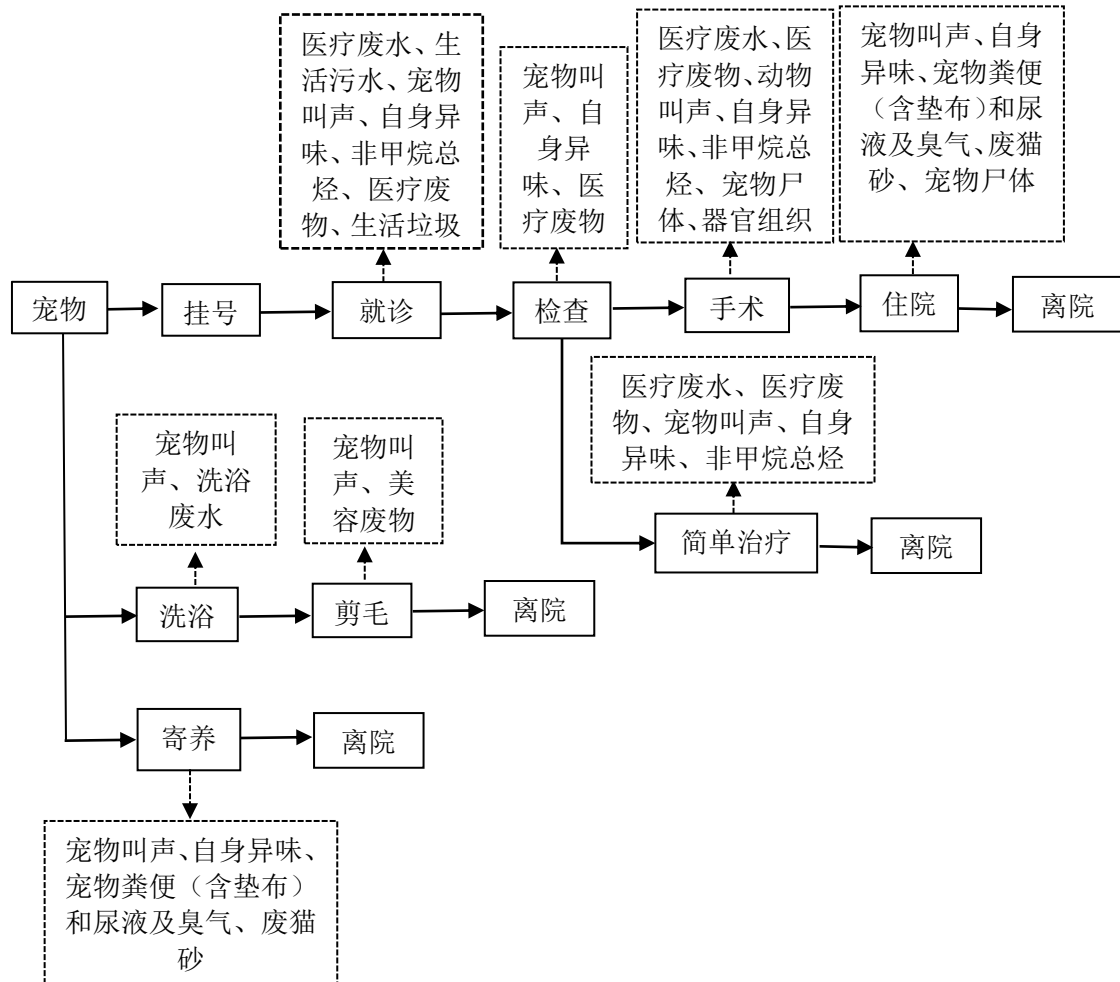 医疗废水、生
活污水、宠物
叫声、自身异
味、非甲烷总
烃、医疗废
物、生活垃圾
宠物叫
声、自
身异
味、医
疗废物
医疗废水、医
疗废物、动物
叫声、自身异
味、非甲烷总
烃、宠物尸
体、器官组织
宠物叫声、自身
异味、宠物粪便
（含垫布）和尿
液及臭气、废猫
砂、宠物尸体
宠物
挂号
就诊
检查
手术
住院
离院
医疗废水、医疗废
物、宠物叫声、自身
异味、非甲烷总烃
简单治疗
离院
宠物叫
声、洗浴
废水
宠物叫
声、美
容废物
洗浴
剪毛
离院
寄养
离院
宠物叫声、自身异味、
宠物粪便（含垫布）
和尿液及臭气、废猫
砂